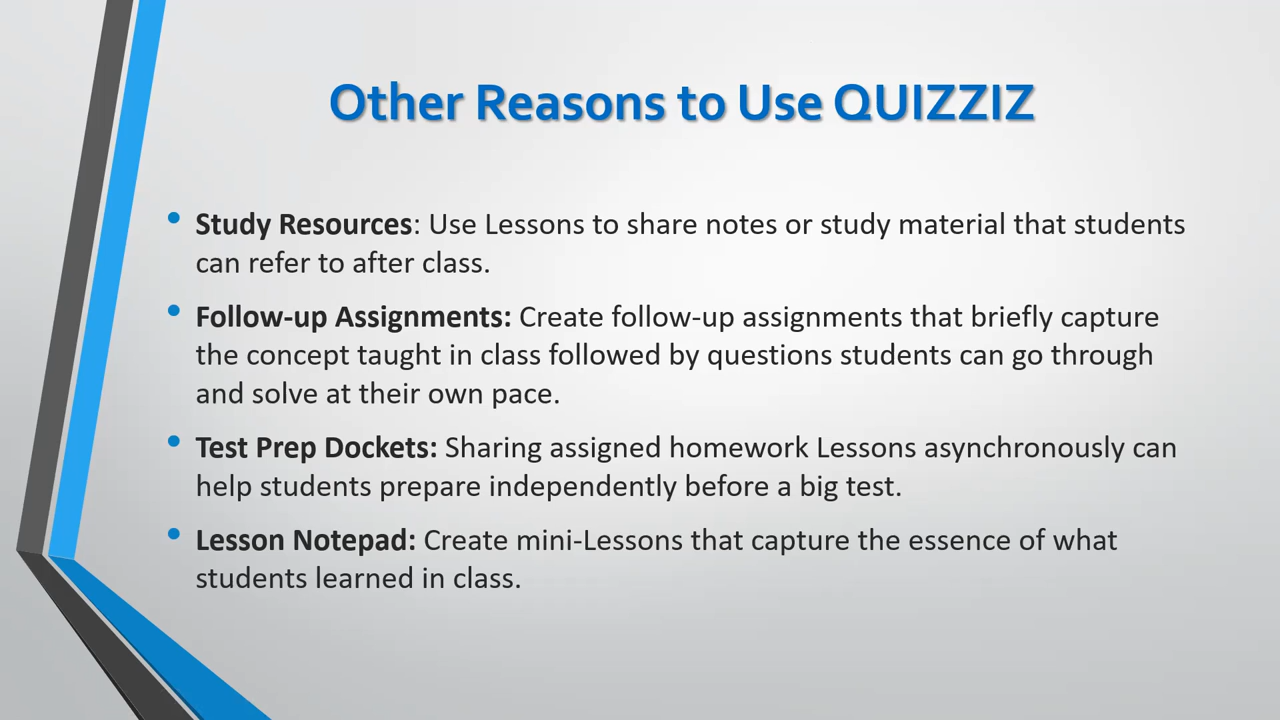 Other Reasons to Use QUIZZIZ
Study Resources: Use Lessons to share notes or study material that students
can refer to after class.
Follow-up Assignments: Create follow-up assignments that briefly capture
the concept taught in class followed by questions students can go through
and solve at their own pace.
Test Prep Dockets: Sharing assigned homework Lessons asynchronously can
help students prepare independently before a big test.
Lesson Notepad: Create mini-Lessons that capture the essence of what
students learned in class.